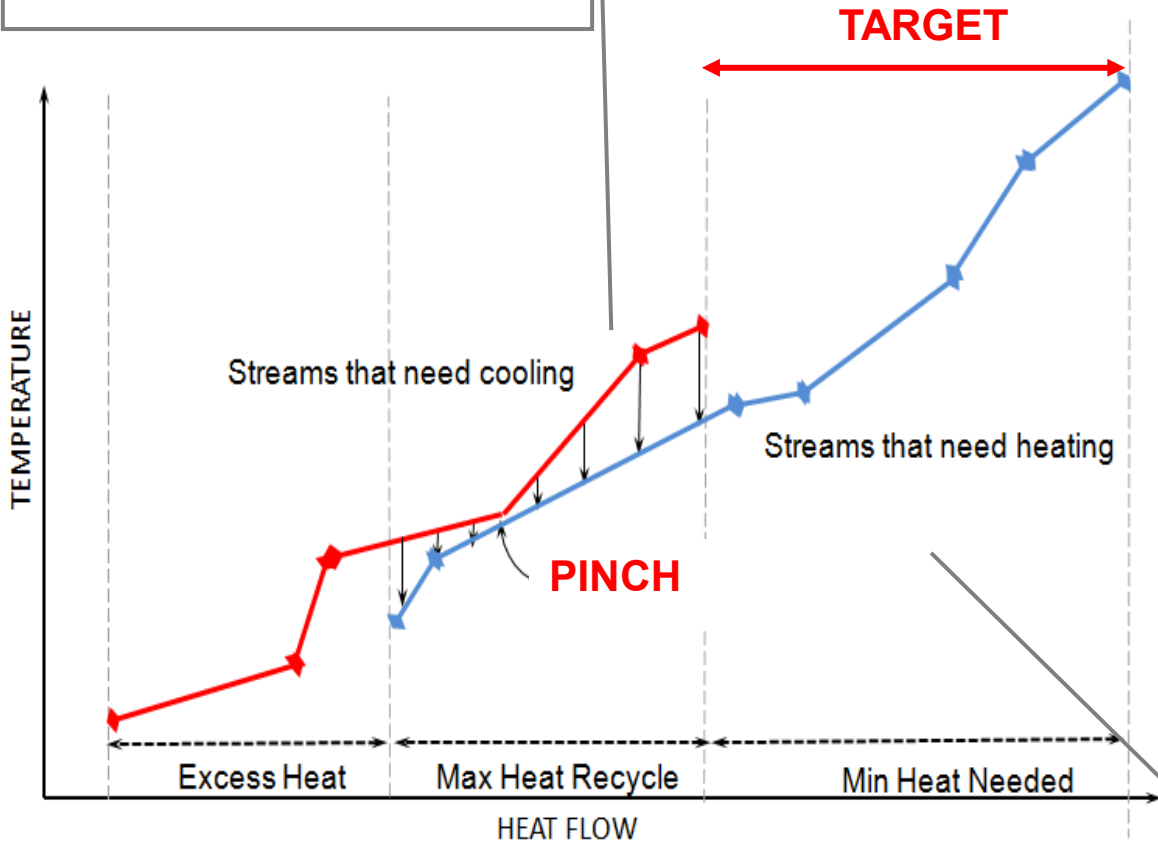 TARGET
TEMPERATURE
Streams that need cooling
Streams that need heating
PINCH
Excess Heat
Max Heat Recycle
Min Heat Needed
HEAT FLOW